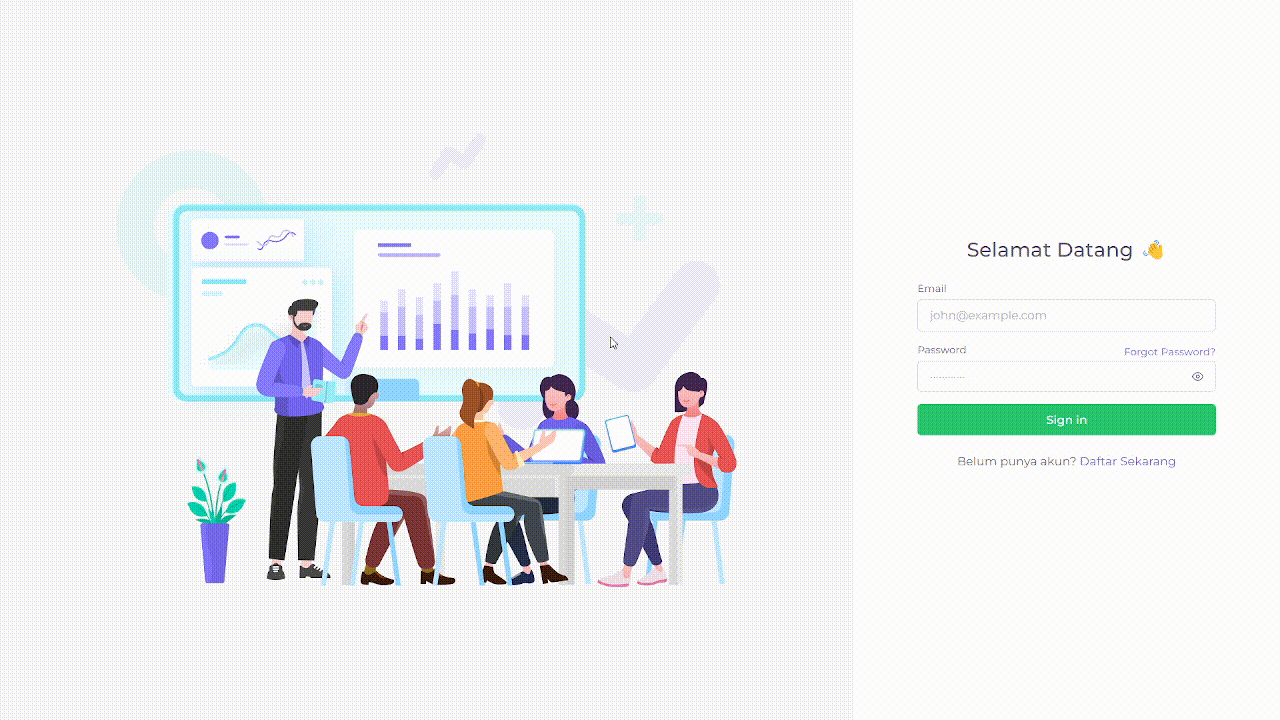 Selamat Datang 👋
Email
john@example.com
Password
Forgot Password?
Sign in
Belum punya akun? Daftar Sekarang